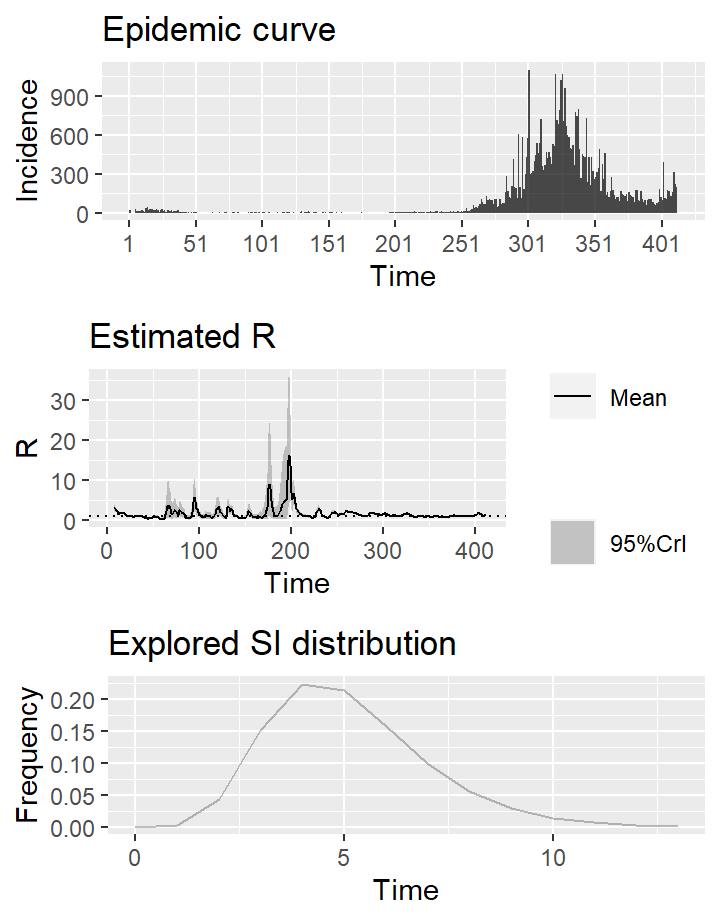 Epidemic curve
Incidence
900
600
300
0
1 51 101 151 201 251 301 351 401
Time
Estimated R
R
30
20
10
0
0 100 200 300 400
Time
Mean
95%CrI
Explored SI distribution
Frequency
0.20
0.15
0.10
0.05
0.00
0 5 10
Time